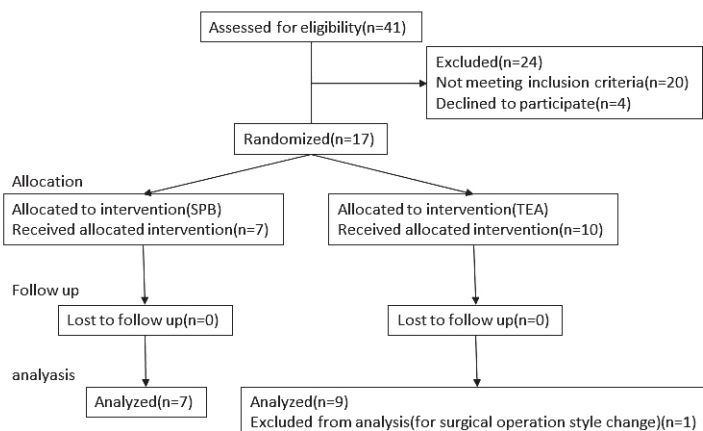 Assessed for eligibility(n=41)
Excluded(n=24)
Not meeting inclusion criteria(n=20)
Declined to participate(n=4)
Randomized(n=17)
Allocation
Allocated to intervention(SPB)
Received allocated intervention(n=7)
Allocated to intervention(TEA)
Received allocated intervention(n=10)
Follow up
Lost to follow up(n=0)
Lost to follow up(n=0)
analyasis
Analyzed(n=7)
Analyzed(n=9)
Excluded from analysis(for surgical operation style change)(n=1)